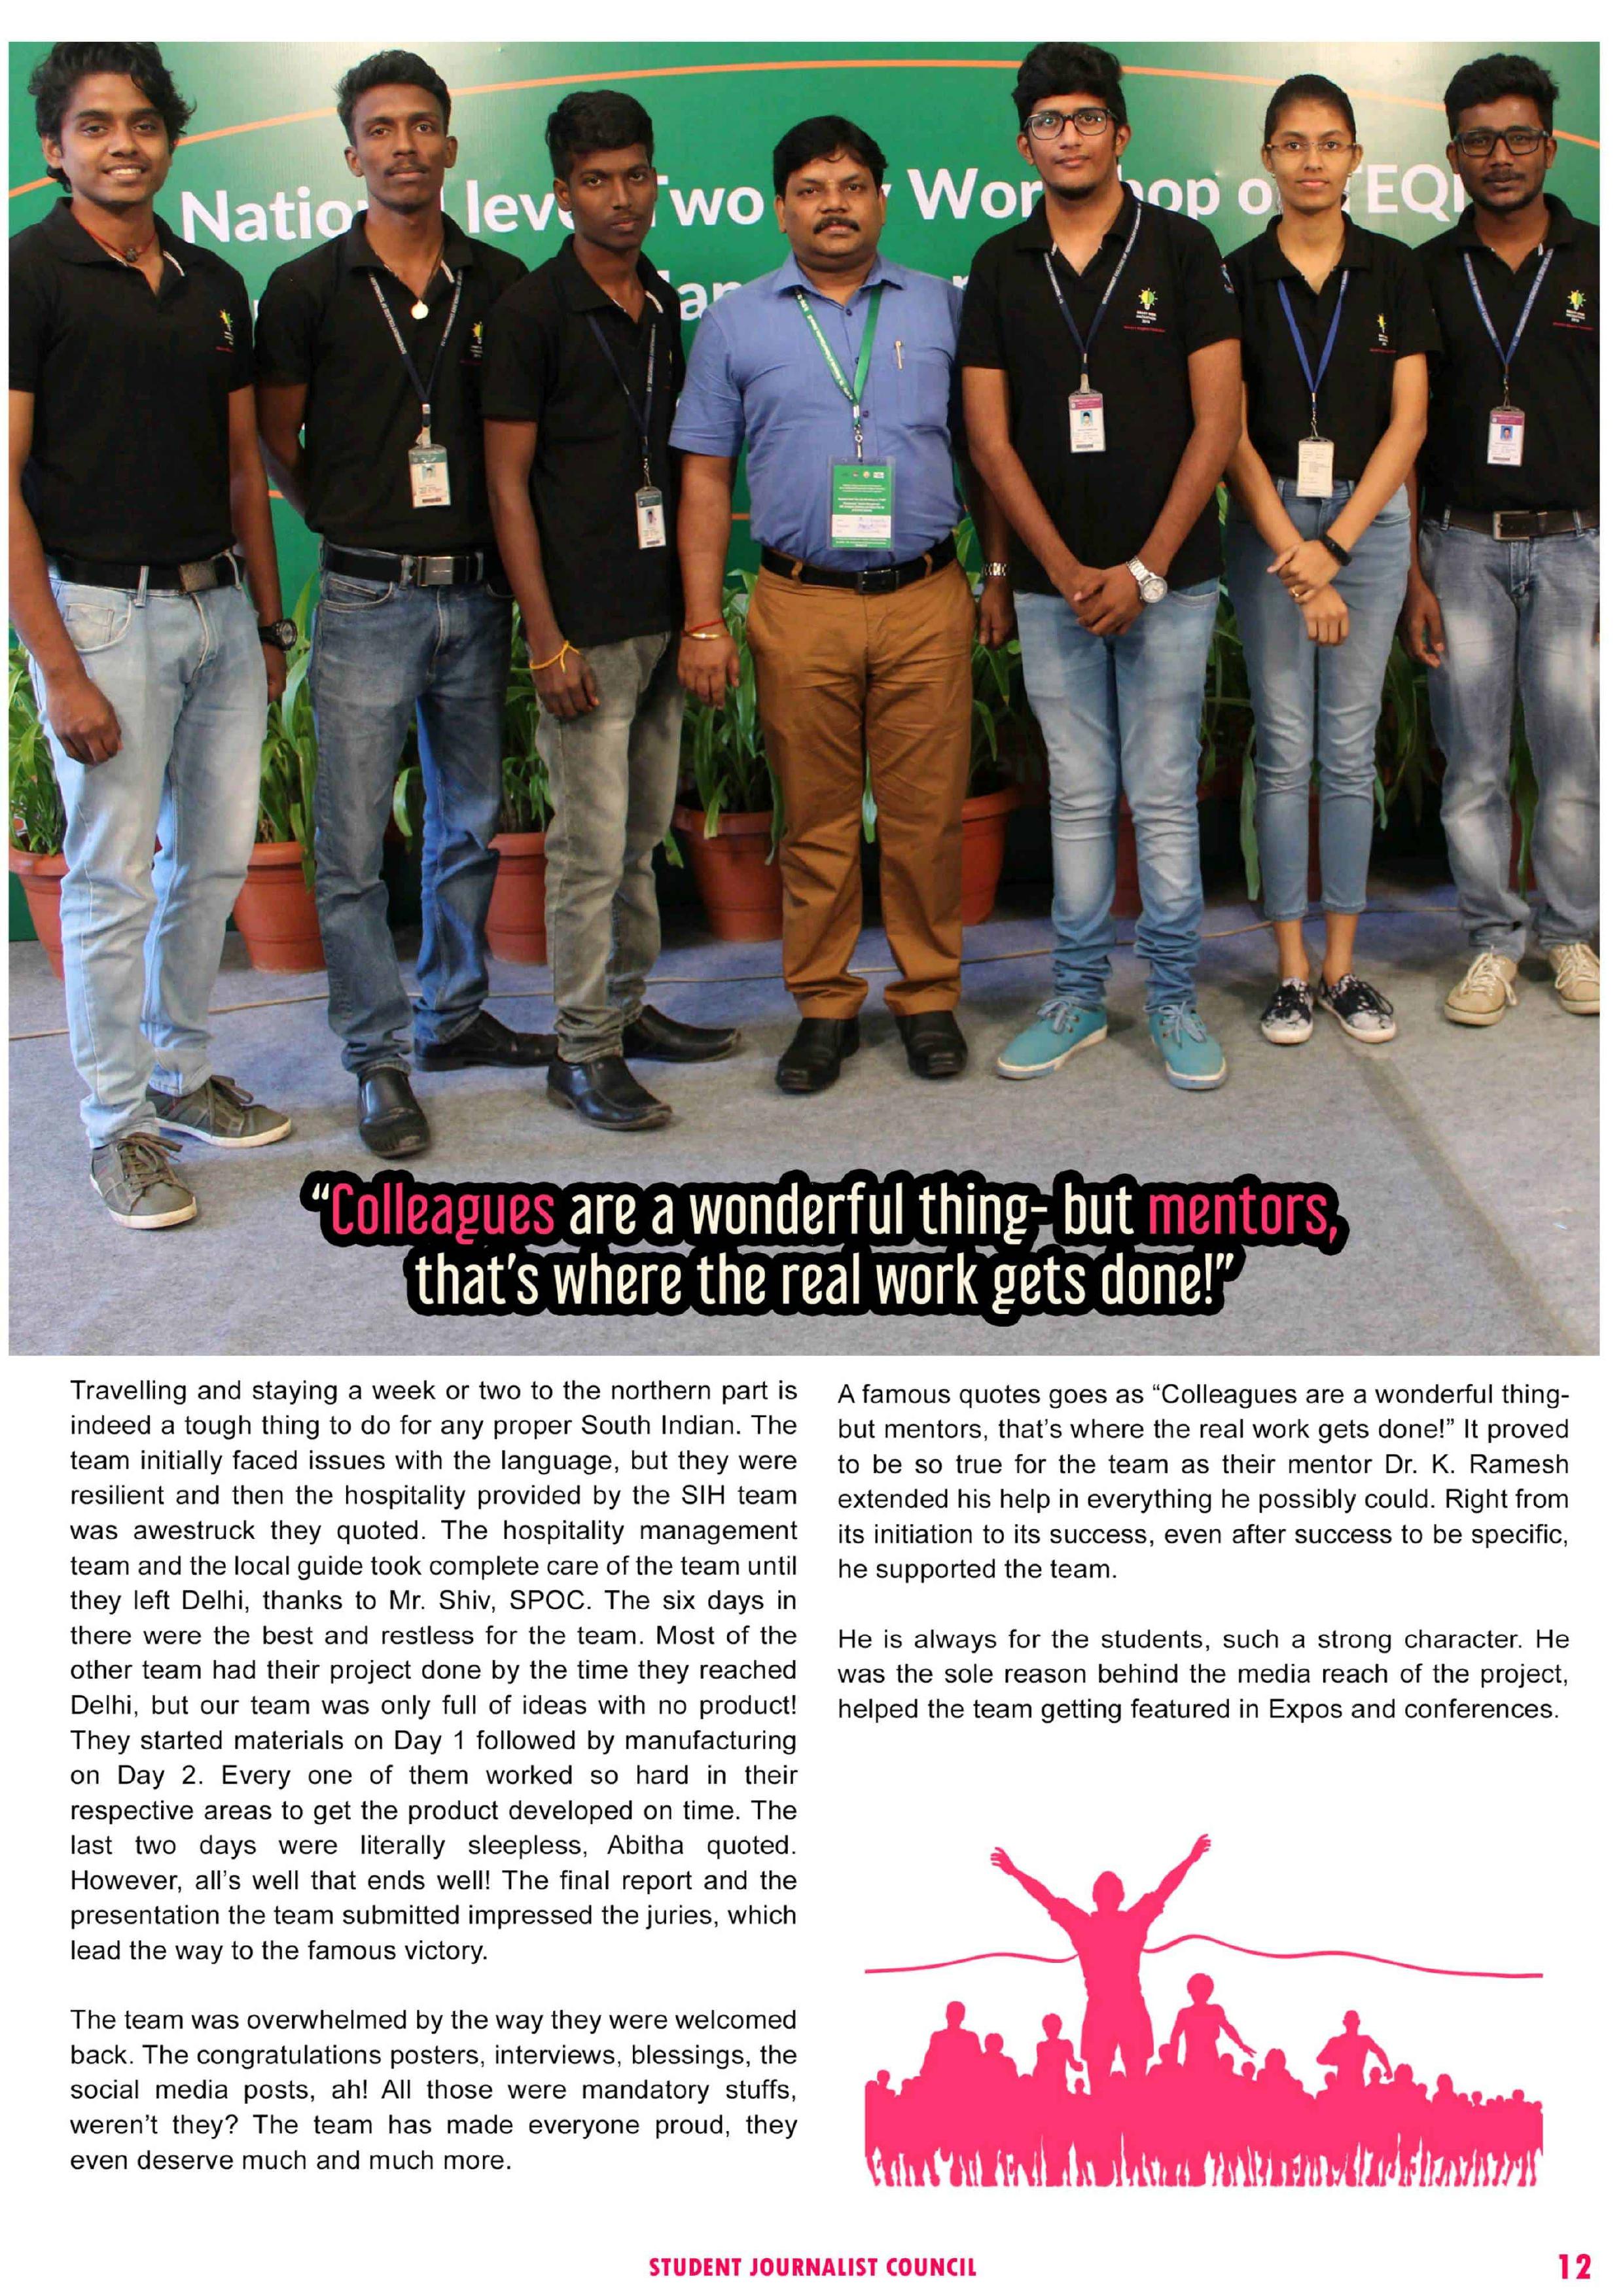 National level Two Workshop o TEQI
"Colleagues are a wonderful thing- but mentors,
that's where the real work gets done!"
Travelling and staying a week or two to the northern part is
indeed a tough thing to do for any proper South Indian. The
team initially faced issues with the language, but they were
resilient and then the hospitality provided by the SIH team
was awestruck they quoted. The hospitality management
team and the local guide took complete care of the team until
they left Delhi, thanks to Mr. Shiv, SPOC. The six days in
there were the best and restless for the team. Most of the
other team had their project done by the time they reached
Delhi, but our team was only full of ideas with no product!
They started materials on Day 1 followed by manufacturing
on Day 2. Every one of them worked so hard in their
respective areas to get the product developed on time. The
last two days were literally sleepless, Abitha quoted.
However, all's well that ends well! The final report and the
presentation the team submitted impressed the juries, which
lead the way to the famous victory.
The team was overwhelmed by the way they were welcomed
back. The congratulations posters, interviews, blessings, the
social media posts, ah! All those were mandatory stuffs,
weren't they? The team has made everyone proud, they
even deserve much and much more.
A famous quotes goes as "Colleagues are a wonderful thing-
but mentors, that's where the real work gets done!" It proved
to be so true for the team as their mentor Dr. K. Ramesh
extended his help in everything he possibly could. Right from
its initiation to its success, even after success to be specific,
he supported the team.
He is always for the students, such a strong character. He
was the sole reason behind the media reach of the project,
helped the team getting featured in Expos and conferences.
STUDENT JOURNALIST COUNCIL
12